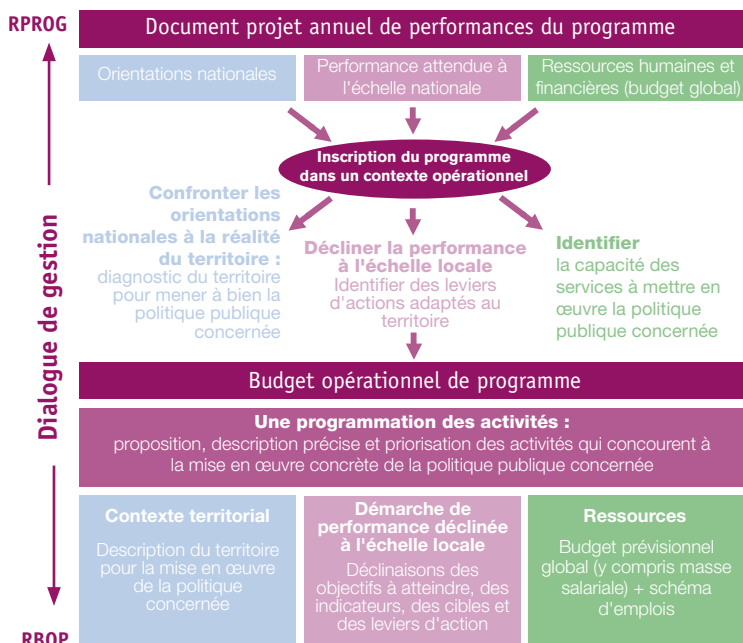 RPROG
Document projet annuel de performances du programme
Orientations nationales
Performance attendue à
l'échelle nationale
Ressources humaines et
financières (budget global)
Inscription du programme
dans un contexte opérationnel
Confronter les
orientations
nationales à la réalité
du territoire :
diagnostic du territoire
pour mener à bien la
politique publique
concernée
Décliner la performance
à l'échelle locale
Identifier des leviers
d'actions adaptés au
territoire
Identifier
la capacité des
services à mettre en
œuvre la politique
publique concernée
Dialogue de gestion
Budget opérationnel de programme
Une programmation des activités :
proposition, description précise et priorisation des activités qui concourent à
la mise en œuvre concrète de la politique publique concernée
Contexte territorial
Description du territoire
pour la mise en œuvre
de la politique
concernée
Démarche de
performance déclinée
à l'échelle locale
Déclinaisons des
objectifs à atteindre, des
indicateurs, des cibles et
des leviers d'action
Ressources
Budget prévisionnel
global (y compris masse
salariale) + schéma
d'emplois
RBOP